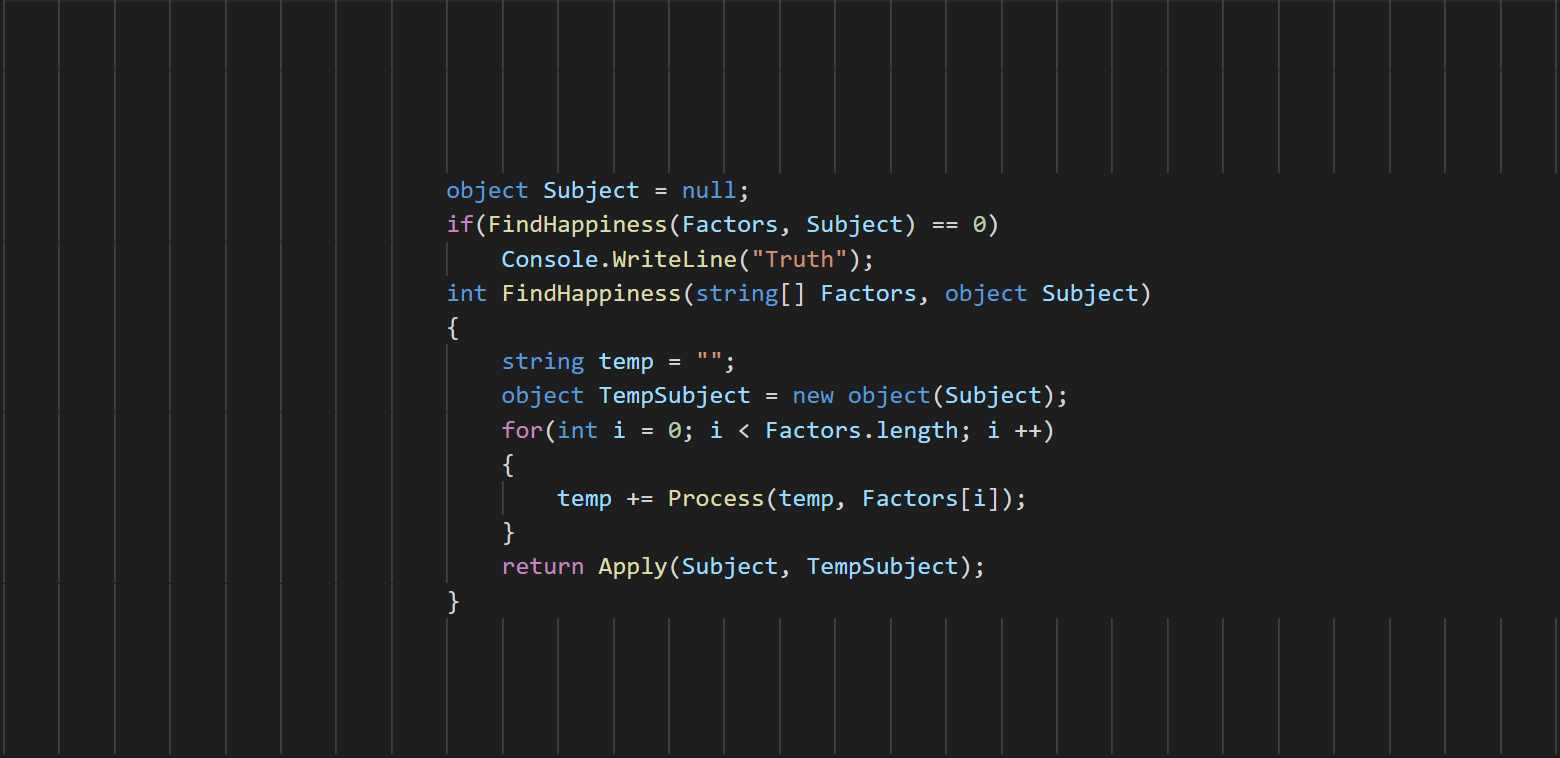 object Subject = null;
if(FindHappiness(Factors, Subject) == 0)
    Console.WriteLine("Truth");
int FindHappiness(string[] Factors, object Subject)
{
    string temp = "";
    object TempSubject = new object(Subject);
    for(int i = 0; i < Factors.length; i ++)
    {
        temp += Process(temp, Factors[i]);
    }
    return Apply(Subject, TempSubject);
}